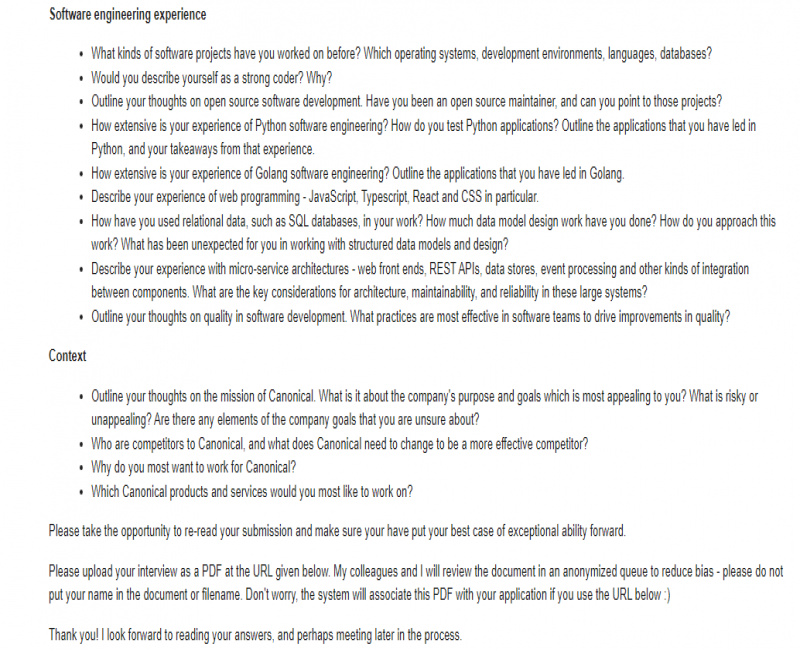 Software engineering experience
• What kinds of software projects have you worked on before? Which operating systems, development environments, languages, databases?
• Would you describe yourself as a strong coder? Why?
• Outline your thoughts on open source software development. Have you been an open source maintainer, and can you point to those projects?
• How extensive is your experience of Python software engineering? How do you test Python applications? Outline the applications that you have led in
Python, and your takeaways from that experience.
• How extensive is your experience of Golang software engineering? Outline the applications that you have led in Golang.
• Describe your experience of web programming - JavaScript, Typescript, React and CSS in particular.
• How have you used relational data, such as SQL databases, in your work? How much data model design work have you done? How do you approach this
work? What has been unexpected for you in working with structured data models and design?
• Describe your experience with micro-service architectures - web front ends, REST APIs, data stores, event processing and other kinds of integration
between components. What are the key considerations for architecture, maintainability, and reliability in these large systems?
• Outline your thoughts on quality in software development. What practices are most effective in software teams to drive improvements in quality?
Context
• Outline your thoughts on the mission of Canonical. What is it about the company's purpose and goals which is most appealing to you? What is risky or
unappealing? Are there any elements of the company goals that you are unsure about?
• Who are competitors to Canonical, and what does Canonical need to change to be a more effective competitor?
• Why do you most want to work for Canonical?
• Which Canonical products and services would you most like to work on?
Please take the opportunity to re-read your submission and make sure your have put your best case of exceptional ability forward.
Please upload your interview as a PDF at the URL given below. My colleagues and I will review the document in an anonymized queue to reduce bias - please do not
put your name in the document or filename. Don't worry, the system will associate this PDF with your application if you use the URL below :)
Thank you! I look forward to reading your answers, and perhaps meeting later in the process.